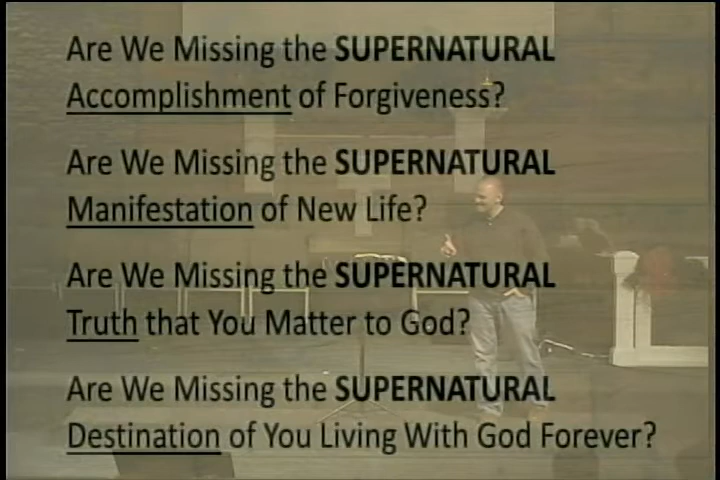 Are We Missing the SUPERNATURAL
Accomplishment of Forgiveness?
Are We Missing the SUPERNATURAL
Manifestation of New Life?
Are We Missing the SUPERNATURAL
Truth that You Matter to God?
Are We Missing the SUPERNATURAL
Destination of You Living With God Forever?